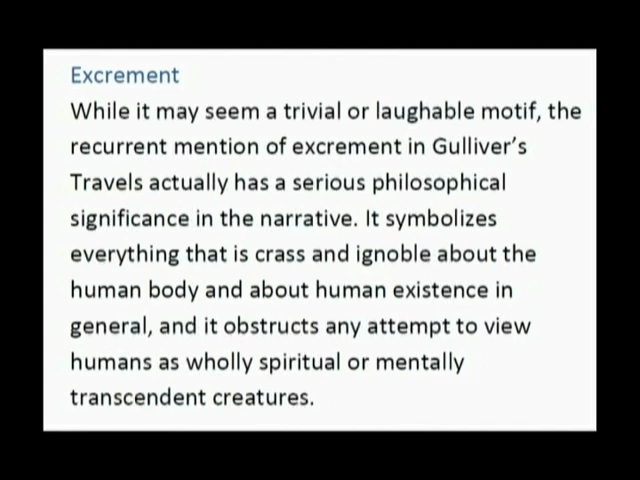 Excrement
While it may seem a trivial or laughable motif, the
recurrent mention of excrement in Gulliver's
Travels actually has a serious philosophical
significance in the narrative. It symbolizes
everything that is crass and ignoble about the
human body and about human existence in
general, and it obstructs any attempt to view
humans as wholly spiritual or mentally
transcendent creatures.